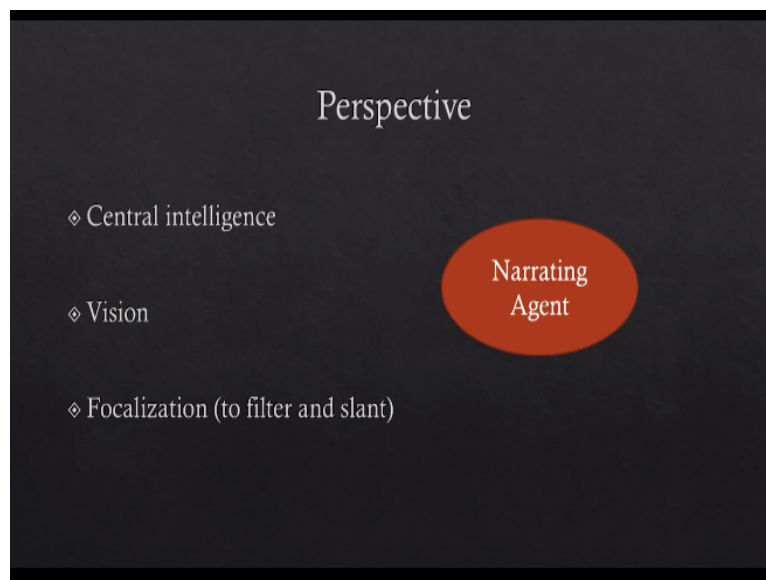 Perspective
Central intelligence
Vision
Focalization (to filter and slant)
Narrating
Agent